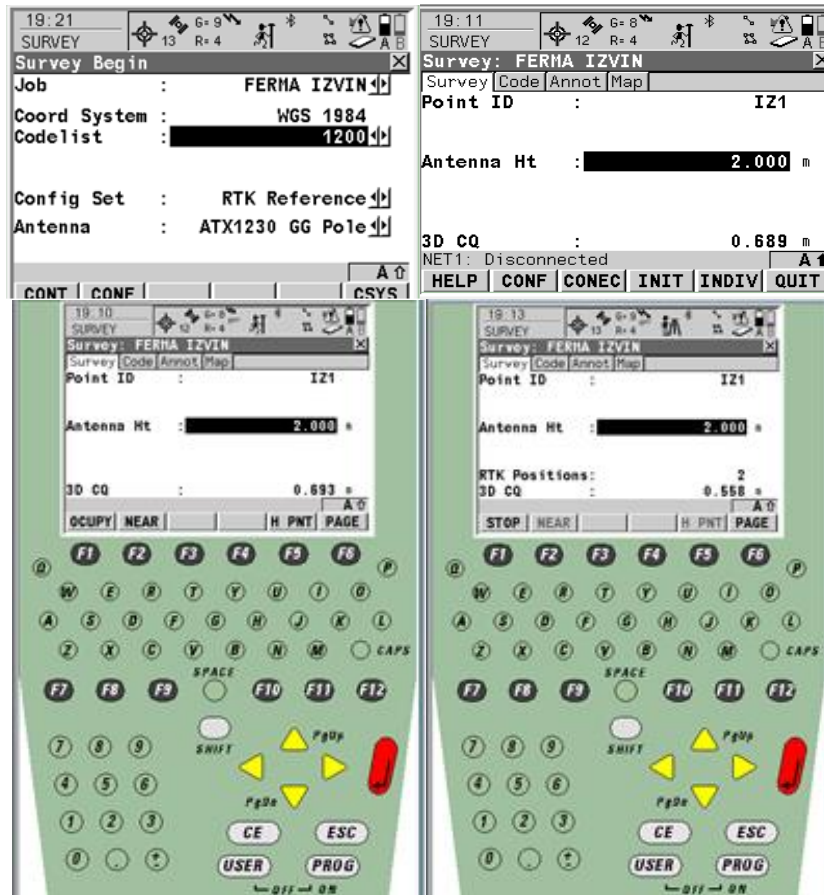 19:21
SURVEY
13
G= 9
R= 4
A B
Survey Begin
Job : FERMA IZVIN
Coord System : WGS 1984
Codelist : 1200
Config Set : RTK Reference
Antenna : ATX1230 GG Pole
A
CONT CONF CSYS
19:11
SURVEY
12
G= 8
R= 4
A B
Survey: FERMA IZVIN
Survey Code Annot Map
Point ID : IZ1
Antenna Ht : 2.000 m
3D CQ : 0.689 m
NET1: Disconnected A
HELP CONF CONEC INIT INDIV QUIT
19:10
SURVEY
12
G= 8
R= 4
Survey: FERMA IZVIN
Survey Code Annot Map
Point ID : IZ1
Antenna Ht : 2.000 m
3D CQ : 0.693 m
A
OCUPY NEAR H PNT PAGE
F1 F2 F3 F4 F5 F6
Q P
W E R T Y U I O
A S D F G H J K L
Z X C V B N M CAPS
SPACE
F7 F8 F9 F10 F11 F12
SHIFT PgUp
7 8 9
4 5 6
PgDn
1 2 3
CE ESC
0 . ±
USER PROG
OFF ON
19:13
SURVEY
13
G= 9
R= 4
Survey: FERMA IZVIN
Survey Code Annot Map
Point ID : IZ1
Antenna Ht : 2.000 m
RTK Positions: 2
3D CQ : 0.558 m
A
STOP NEAR H PNT PAGE
F1 F2 F3 F4 F5 F6
Q P
W E R T Y U I O
A S D F G H J K L
Z X C V B N M CAPS
SPACE
F7 F8 F9 F10 F11 F12
SHIFT PgUp
7 8 9
4 5 6
PgDn
1 2 3
CE ESC
0 . ±
USER PROG
OFF ON